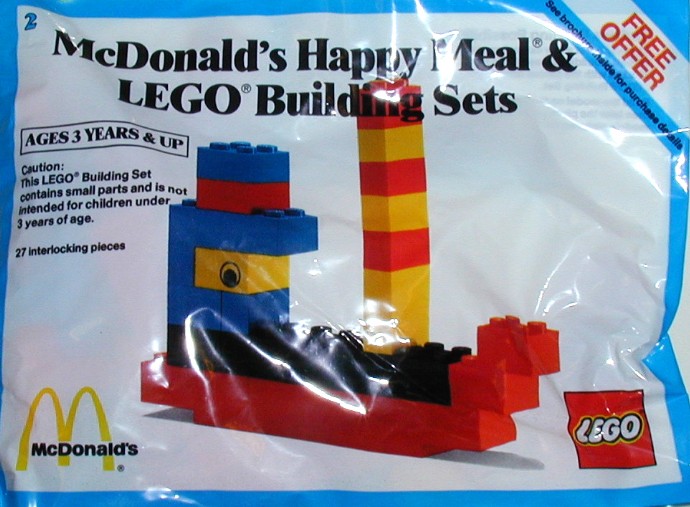 2
McDonald's Happy Meal® &
LEGO® Building Sets
FREE
OFFER
See brochure inside for purchase details
AGES 3 YEARS & UP
Caution:
This LEGO® Building Set
contains small parts and is not
intended for children under
3 years of age.
27 interlocking pieces
McDonald's®
LEGO®